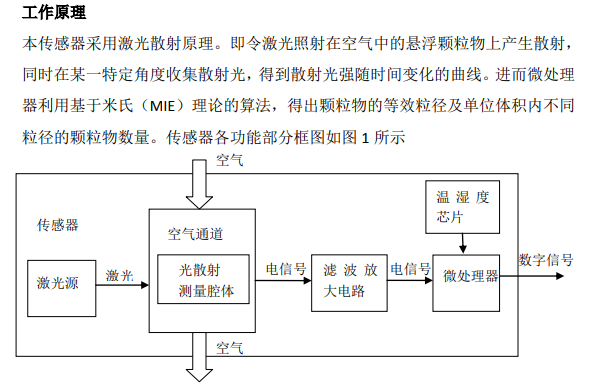 工作原理
本传感器采用激光散射原理。即令激光照射在空气中的悬浮颗粒物上产生散射，
同时在某一特定角度收集散射光，得到散射光强随时间变化的曲线。进而微处理
器利用基于米氏（MIE）理论的算法，得出颗粒物的等效粒径及单位体积内不同
粒径的颗粒物数量。传感器各功能部分框图如图 1 所示
空气
传感器
激光源
激光
空气通道
光散射
测量腔体
电信号
滤波放
大电路
电信号
温湿度
芯片
微处理器
数字信号
空气